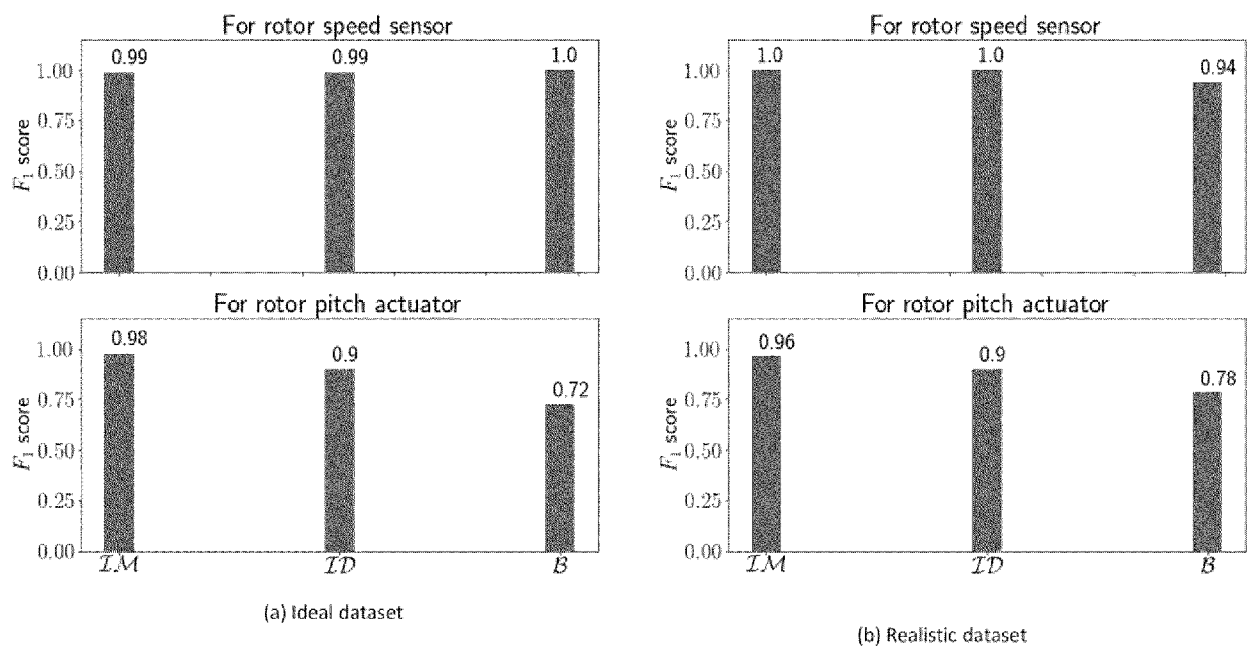 For rotor speed sensor
0.99
0.99
1.0
1.00
0.75
0.50
0.25
0.00
F₁ score
For rotor pitch actuator
0.98
0.9
0.72
1.00
0.75
0.50
0.25
0.00
F₁ score
IM
ID
B
(a) Ideal dataset
For rotor speed sensor
1.0
1.0
0.94
1.00
0.75
0.50
0.25
0.00
F₁ score
For rotor pitch actuator
0.96
0.9
0.78
1.00
0.75
0.50
0.25
0.00
F₁ score
IM
ID
B
(b) Realistic dataset